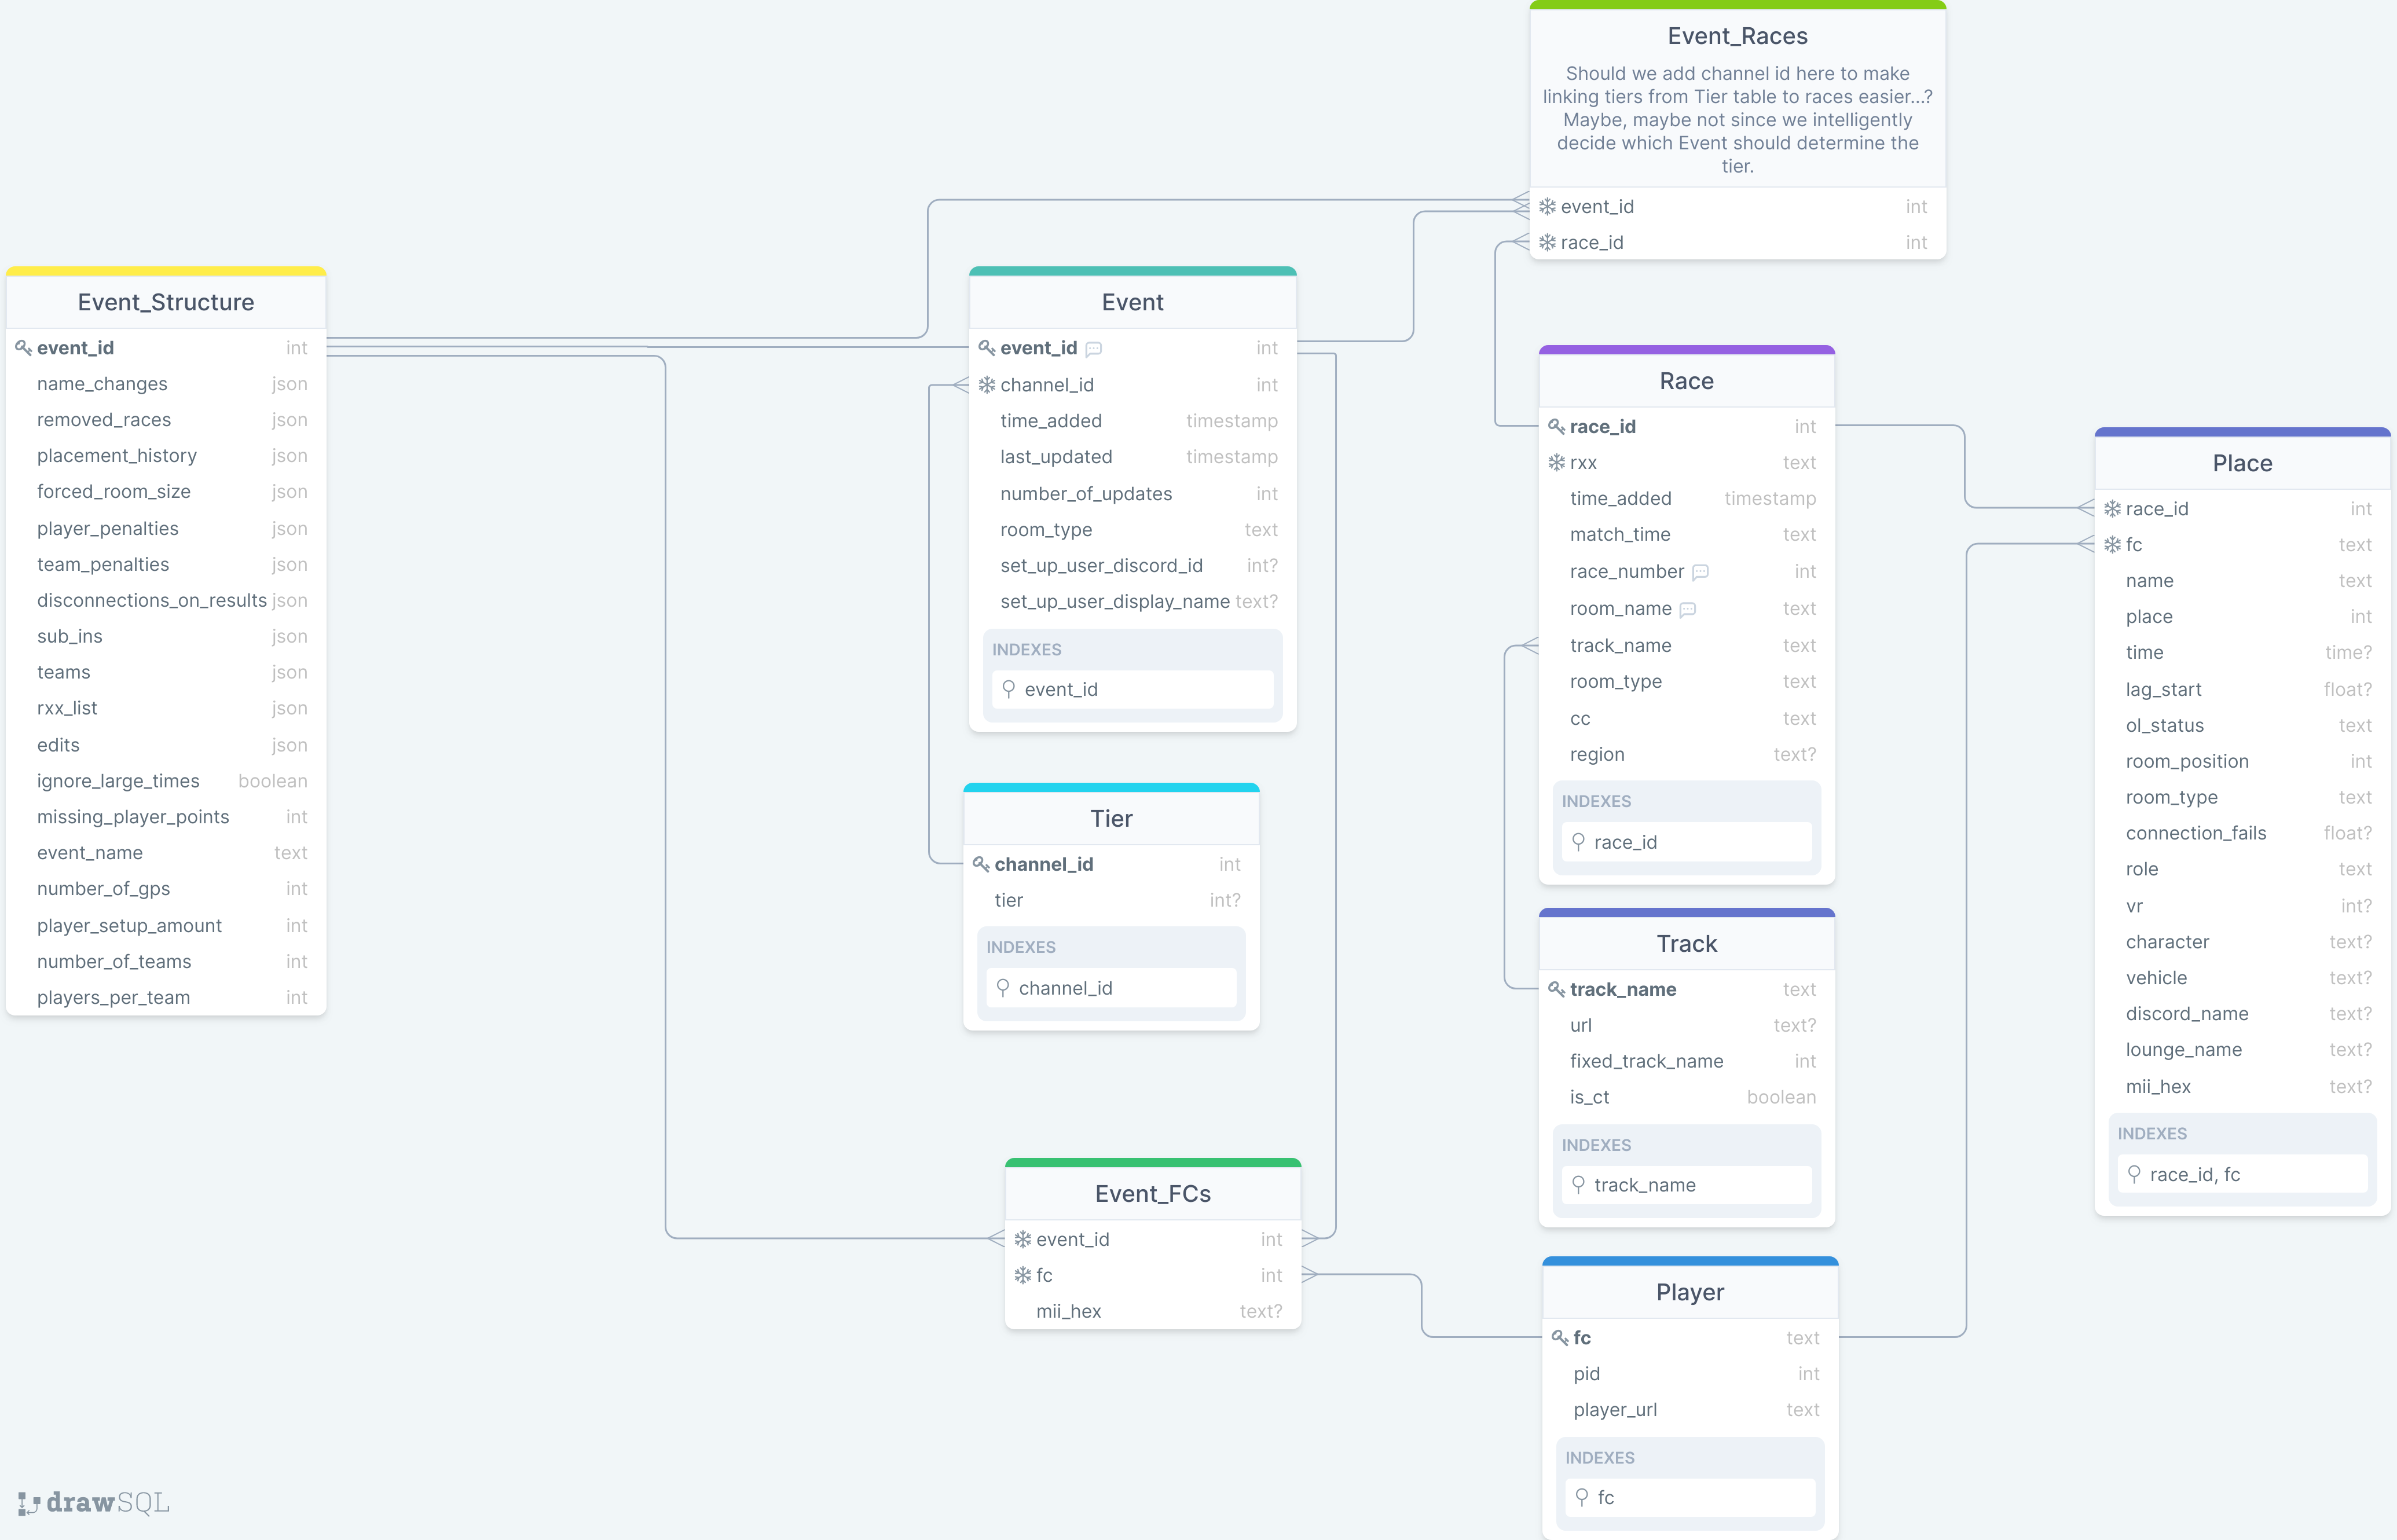 Event_Races
Should we add channel id here to make
linking tiers from Tier table to races easier...?
Maybe, maybe not since we intelligently
decide which Event should determine the
tier.
event_id int
race_id int
Event_Structure
event_id int
name_changes json
removed_races json
placement_history json
forced_room_size json
player_penalties json
team_penalties json
disconnections_on_results json
sub_ins json
teams json
rxx_list json
edits json
ignore_large_times boolean
missing_player_points int
event_name text
number_of_gps int
player_setup_amount int
number_of_teams int
players_per_team int
Event
event_id int
channel_id int
time_added timestamp
last_updated timestamp
number_of_updates int
room_type text
set_up_user_discord_id int?
set_up_user_display_name text?
INDEXES
event_id
Tier
channel_id int
tier int?
INDEXES
channel_id
Event_FCs
event_id int
fc int
mii_hex text?
Race
race_id int
rxx text
time_added timestamp
match_time text
race_number int
room_name text
track_name text
room_type text
cc text
region text?
INDEXES
race_id
Track
track_name text
url text?
fixed_track_name int
is_ct boolean
INDEXES
track_name
Player
fc text
pid int
player_url text
INDEXES
fc
Place
race_id int
fc text
name text
place int
time time?
lag_start float?
ol_status text
room_position int
room_type text
connection_fails float?
role text
vr int?
character text?
vehicle text?
discord_name text?
lounge_name text?
mii_hex text?
INDEXES
race_id, fc
drawSQL